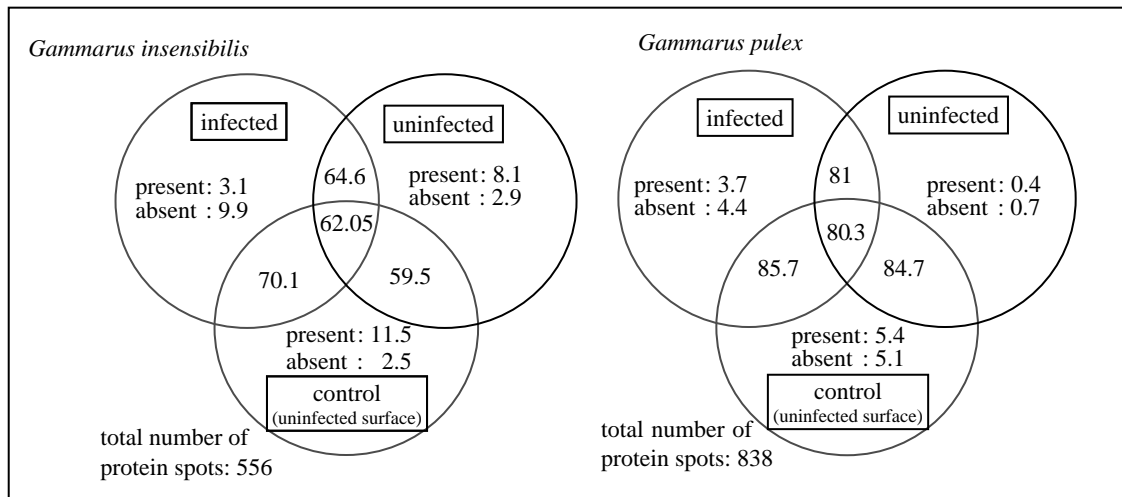 Gammarus insensibilis
infected
uninfected
present: 3.1
absent : 9.9
64.6
present: 8.1
absent : 2.9
62.05
70.1
59.5
present: 11.5
absent : 2.5
control
(uninfected surface)
total number of
protein spots: 556
Gammarus pulex
infected
uninfected
present: 3.7
absent : 4.4
81
present: 0.4
absent : 0.7
80.3
85.7
84.7
present: 5.4
absent : 5.1
control
(uninfected surface)
total number of
protein spots: 838